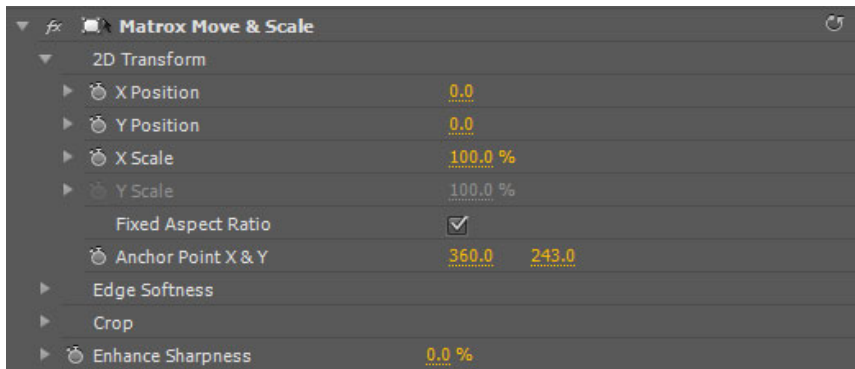 fx Matrox Move & Scale
2D Transform
X Position 0.0
Y Position 0.0
X Scale 100.0 %
Y Scale 100.0 %
Fixed Aspect Ratio
Anchor Point X & Y 360.0 243.0
Edge Softness
Crop
Enhance Sharpness 0.0 %